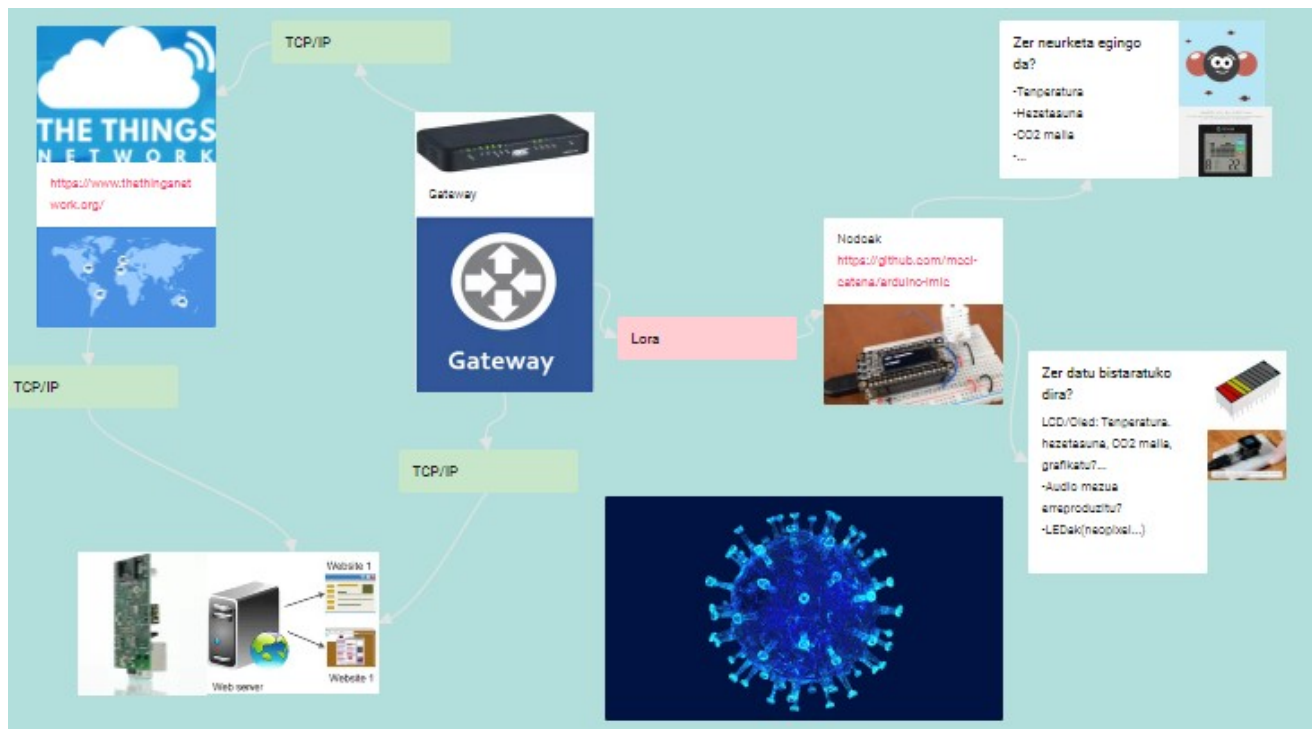 TCP/IP
THE THINGS
NETWORK
https://www.thethingsnet
work.org/
Gateway
Gateway
Lora
TCP/IP
TCP/IP
Zer neurketa egingo
da?
-Tenperatura
-Hezetasuna
-CO2 maila
-...
Nodoak
https://github.com/mcci-
catena/arduino-lmic
Zer datu bistaratuko
dira?
LCD/Oled: Tenperatura.
hezetasuna, CO2 maila,
grafikatu?...
-Audio mezua
erreproduzitu?
-LEDak(neopixel...)
Website 1
Web server
Website 1